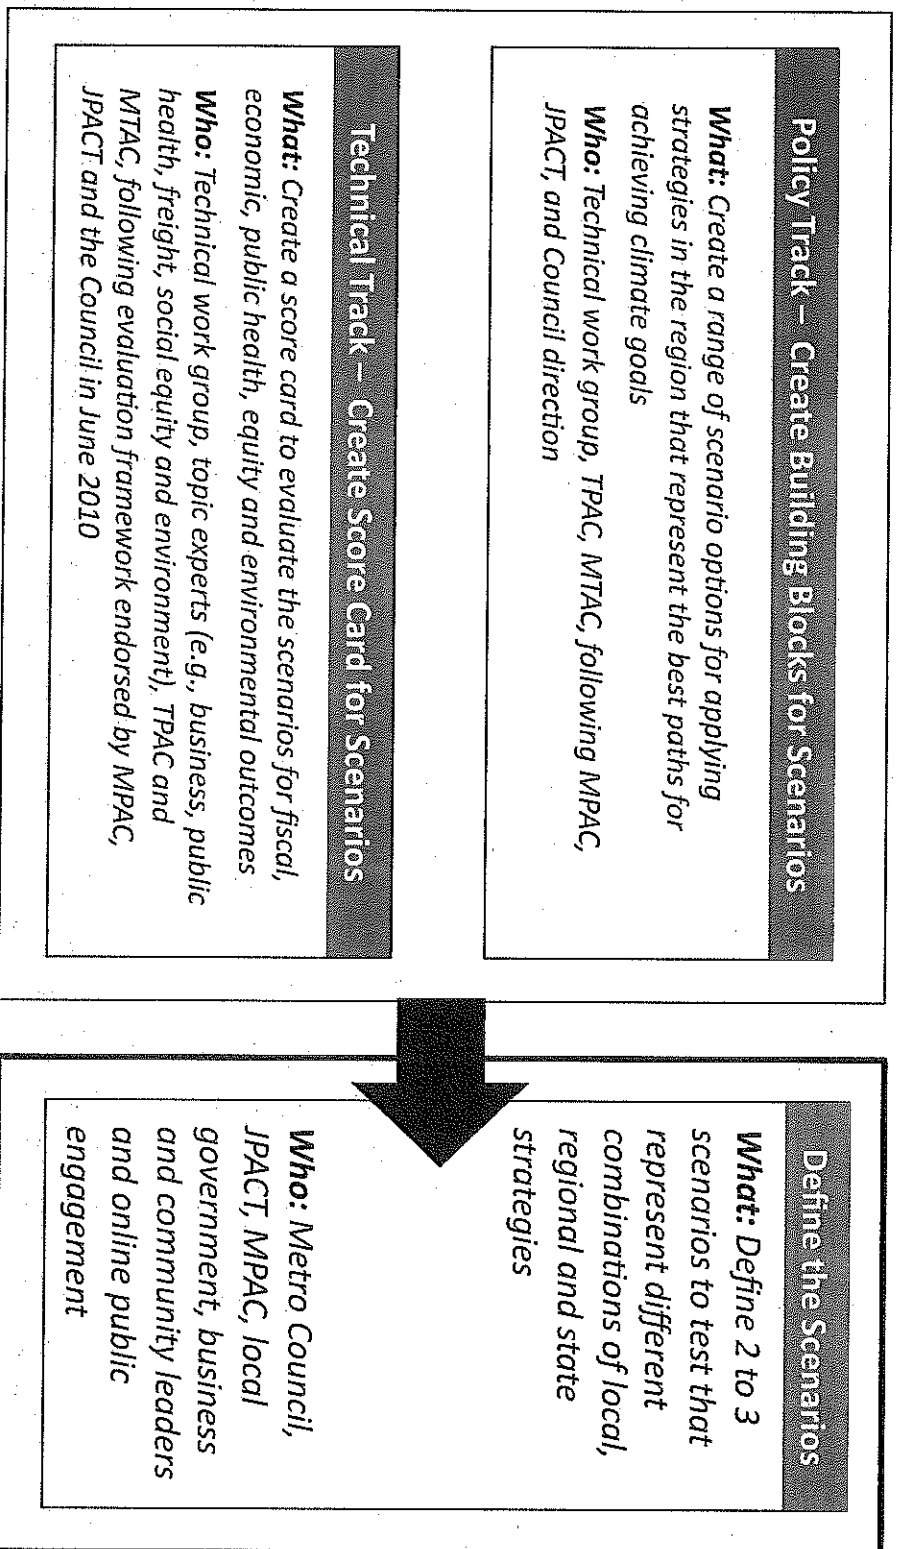 Policy Track – Create Building Blocks for Scenarios
What: Create a range of scenario options for applying
strategies in the region that represent the best paths for
achieving climate goals
Who: Technical work group, TPAC, MTAC, following MPAC,
JPACT, and Council direction
Technical Track – Create Score Card for Scenarios
What: Create a score card to evaluate the scenarios for fiscal,
economic, public health, equity and environmental outcomes
Who: Technical work group, topic experts (e.g., business, public
health, freight, social equity and environment), TPAC and
MTAC, following evaluation framework endorsed by MPAC,
JPACT and the Council in June 2010
Define the Scenarios
What: Define 2 to 3
scenarios to test that
represent different
combinations of local,
regional and state
strategies
Who: Metro Council,
JPACT, MPAC, local
government, business
and community leaders
and online public
engagement